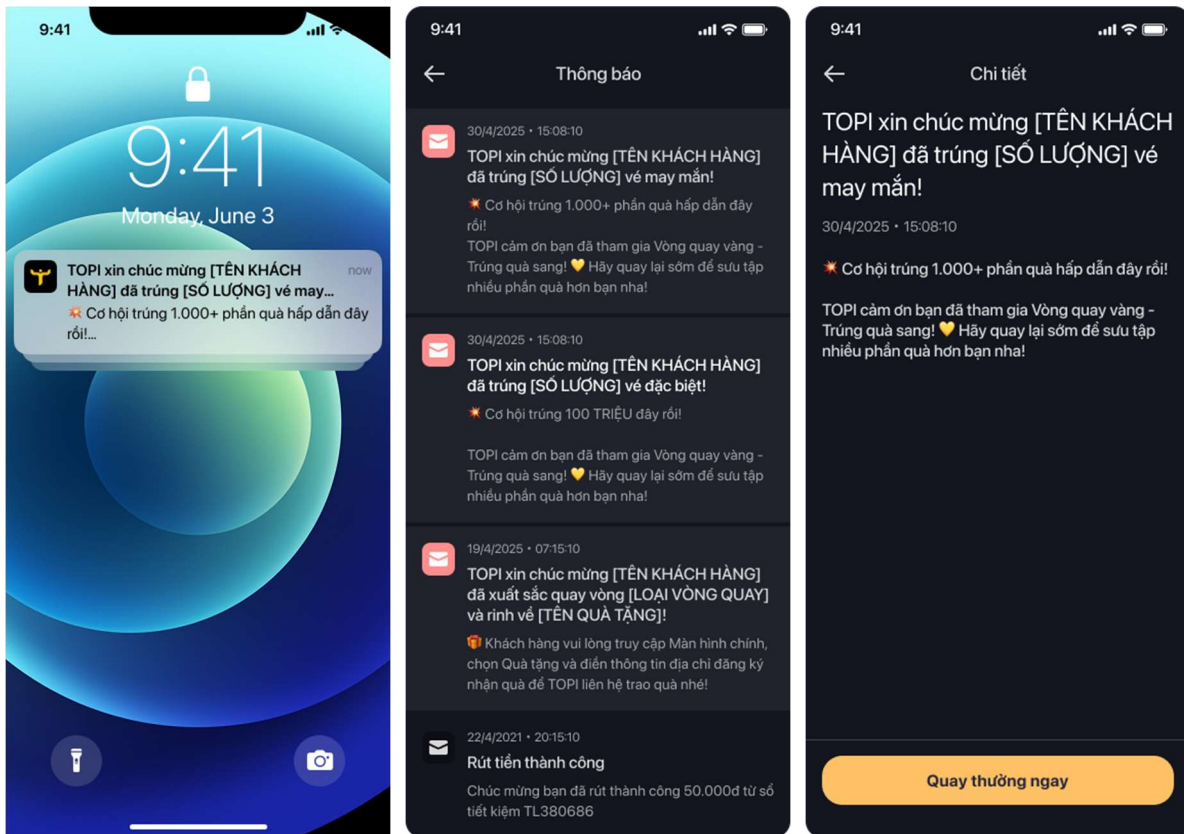 9:41
9:41
Monday, June 3
TOPI xin chúc mừng [TÊN KHÁCH
now
HÀNG] đã trúng [SỐ LƯỢNG] vé may...
💥 Cơ hội trúng 1.000+ phần quà hấp dẫn đây
rồi!...
9:41
Thông báo
30/4/2025 • 15:08:10
TOPI xin chúc mừng [TÊN KHÁCH HÀNG]
đã trúng [SỐ LƯỢNG] vé may mắn!
💥 Cơ hội trúng 1.000+ phần quà hấp dẫn đây
rồi!
TOPI cảm ơn bạn đã tham gia Vòng quay vàng -
Trúng quà sang! 💛 Hãy quay lại sớm để sưu tập
nhiều phần quà hơn bạn nha!
30/4/2025 • 15:08:10
TOPI xin chúc mừng [TÊN KHÁCH HÀNG]
đã trúng [SỐ LƯỢNG] vé đặc biệt!
💥 Cơ hội trúng 100 TRIỆU đây rồi!
TOPI cảm ơn bạn đã tham gia Vòng quay vàng -
Trúng quà sang! 💛 Hãy quay lại sớm để sưu tập
nhiều phần quà hơn bạn nha!
19/4/2025 • 07:15:10
TOPI xin chúc mừng [TÊN KHÁCH HÀNG]
đã xuất sắc quay vòng [LOẠI VÒNG QUAY]
và rinh về [TÊN QUÀ TẶNG]!
🎁 Khách hàng vui lòng truy cập Màn hình chính,
chọn Quà tặng và điền thông tin địa chỉ đăng ký
nhận quà để TOPI liên hệ trao quà nhé!
22/4/2021 • 20:15:10
Rút tiền thành công
Chúc mừng bạn đã rút thành công 50.000đ từ sổ
tiết kiệm TL380686
9:41
Chi tiết
TOPI xin chúc mừng [TÊN KHÁCH
HÀNG] đã trúng [SỐ LƯỢNG] vé
may mắn!
30/4/2025 • 15:08:10
💥 Cơ hội trúng 1.000+ phần quà hấp dẫn đây rồi!
TOPI cảm ơn bạn đã tham gia Vòng quay vàng -
Trúng quà sang! 💛 Hãy quay lại sớm để sưu tập
nhiều phần quà hơn bạn nha!
Quay thưởng ngay